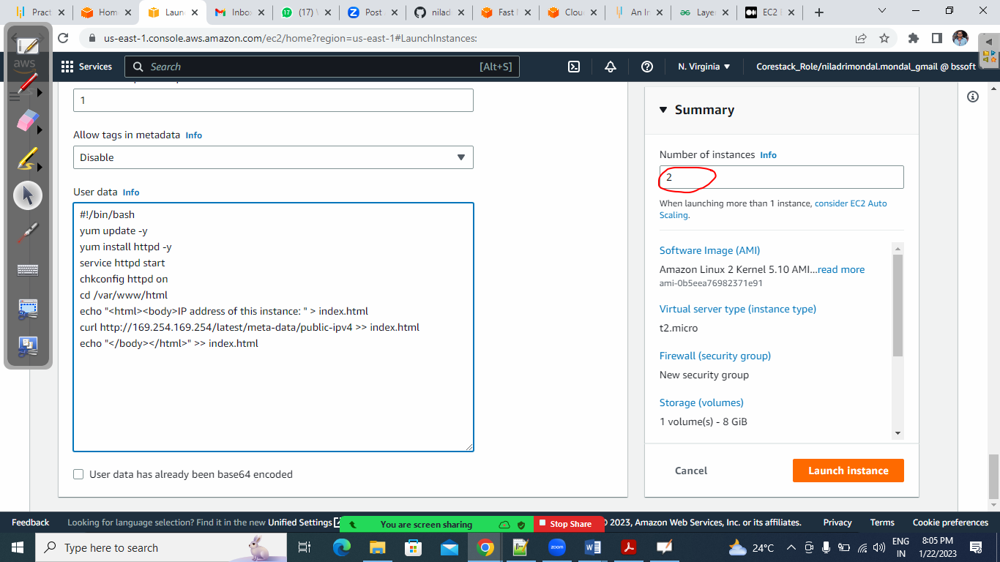 Pract
Hom
Laun
Inbo
(17) V
Post
nilad
Fast
Clou
An In
Laye
EC2
us-east-1.console.aws.amazon.com/ec2/home?region=us-east-1#LaunchInstances:
aws
Services
Search
[Alt+S]
N. Virginia
Corestack_Role/niladrimondal.mondal_gmail @ bssoft
1
Allow tags in metadata Info
Disable
User data Info
#!/bin/bash
yum update -y
yum install httpd -y
service httpd start
chkconfig httpd on
cd /var/www/html
echo "<html><body>IP address of this instance: " > index.html
curl http://169.254.169.254/latest/meta-data/public-ipv4 >> index.html
echo "</body></html>" >> index.html
User data has already been base64 encoded
Summary
Number of instances Info
2
When launching more than 1 instance, consider EC2 Auto
Scaling.
Software Image (AMI)
Amazon Linux 2 Kernel 5.10 AMI...read more
ami-0b5eea76982371e91
Virtual server type (instance type)
t2.micro
Firewall (security group)
New security group
Storage (volumes)
1 volume(s) - 8 GiB
Cancel
Launch instance
Feedback
Looking for language selection? Find it in the new Unified Settings
You are screen sharing
Stop Share
© 2023, Amazon Web Services, Inc. or its affiliates.
Privacy
Terms
Cookie preferences
Type here to search
zoom
24°C
ENG
IN
8:05 PM
1/22/2023